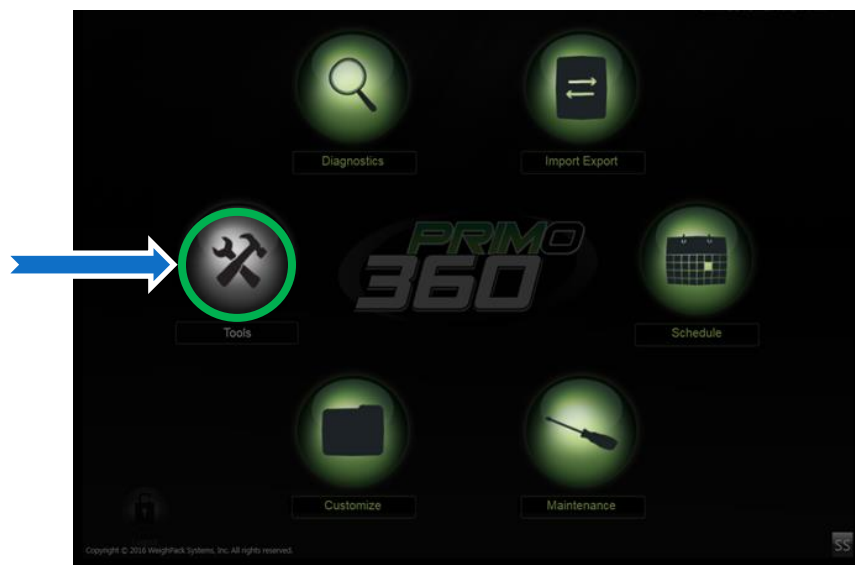 Diagnostics
Import Export
PRIMO
360
Tools
Schedule
Customize
Maintenance
Copyright © 2016 WeighPack Systems, Inc. All rights reserved.
SS